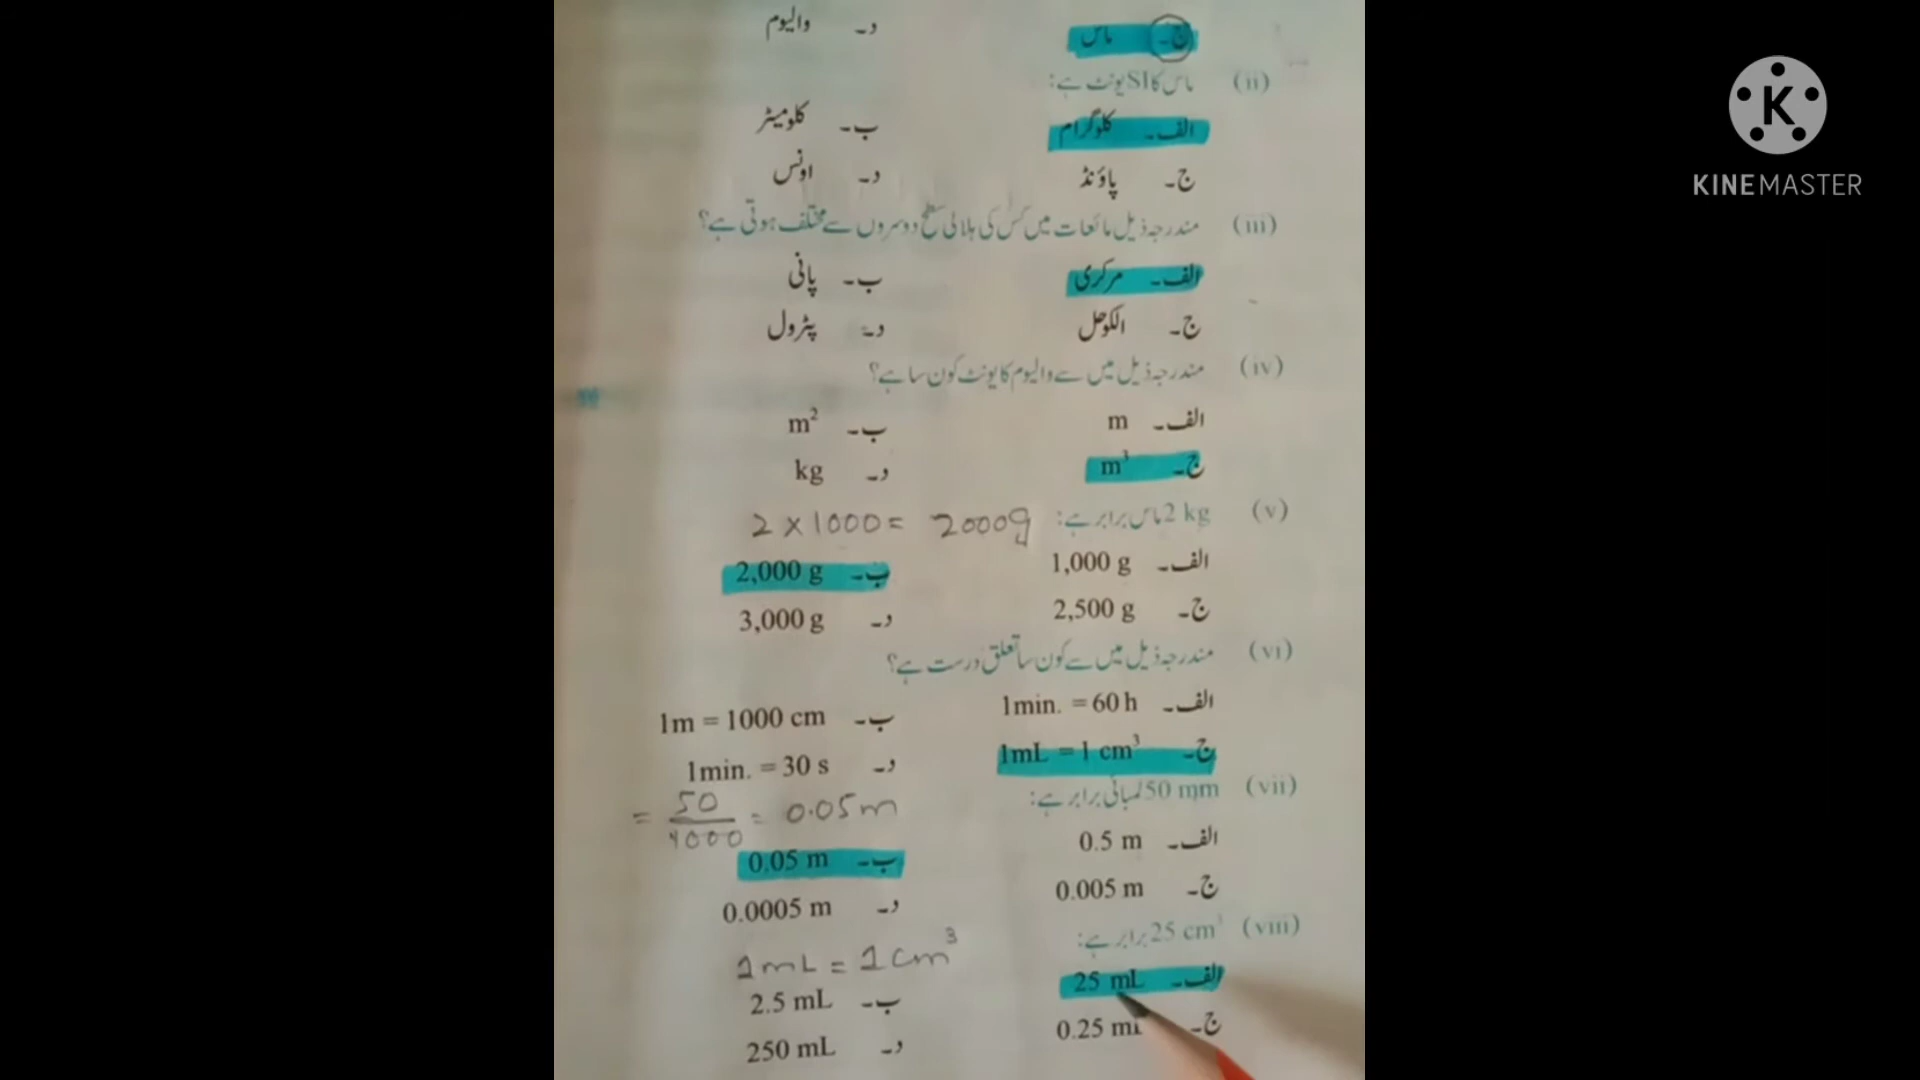 ج۔ ماس د۔ والیوم
(ii) ماس کا SI یونٹ ہے:
الف۔ کلوگرام ب۔ کلومیٹر
ج۔ پاؤنڈ د۔ اونس
(iii) مندرجہ ذیل مائعات میں کس کی ہلالی سطح دوسروں سے مختلف ہوتی ہے؟
الف۔ مرکری ب۔ پانی
ج۔ الکوحل د۔ پٹرول
(iv) مندرجہ ذیل میں سے والیوم کا یونٹ کون سا ہے؟
الف۔ m ب۔ m²
ج۔ m³ د۔ kg
(v) 2 kg ماس برابر ہے: 2 x 1000 = 2000g
الف۔ 1,000 g ب۔ 2,000 g
ج۔ 2,500 g د۔ 3,000 g
(vi) مندرجہ ذیل میں سے کون سا تعلق درست ہے؟
الف۔ 1min. = 60 h ب۔ 1m = 1000 cm
ج۔ 1mL = 1 cm³ د۔ 1min. = 30 s
(vii) 50 mm لمبائی برابر ہے: = 50/1000 = 0.05m
الف۔ 0.5 m ب۔ 0.05 m
ج۔ 0.005 m د۔ 0.0005 m
(viii) 25 cm³ برابر ہے: 1mL = 1cm³
الف۔ 25 mL ب۔ 2.5 mL
ج۔ 0.25 mL د۔ 250 mL
K
KINEMASTER